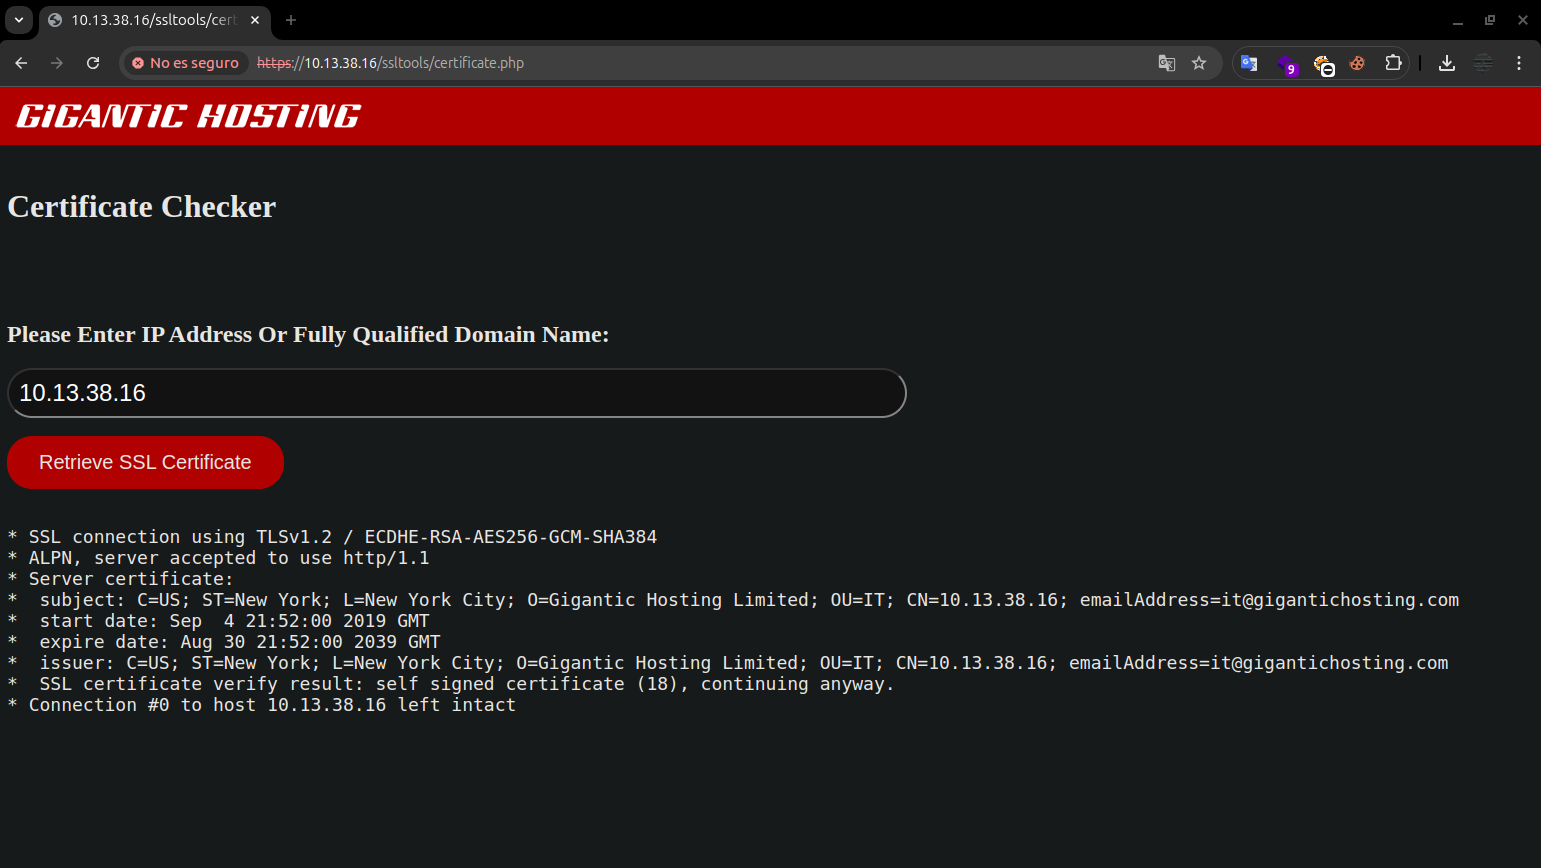 10.13.38.16/ssltools/cert
No es seguro https://10.13.38.16/ssltools/certificate.php
9
GIGANTIC HOSTING
Certificate Checker
Please Enter IP Address Or Fully Qualified Domain Name:
10.13.38.16
Retrieve SSL Certificate
* SSL connection using TLSv1.2 / ECDHE-RSA-AES256-GCM-SHA384
* ALPN, server accepted to use http/1.1
* Server certificate:
*  subject: C=US; ST=New York; L=New York City; O=Gigantic Hosting Limited; OU=IT; CN=10.13.38.16; emailAddress=it@gigantichosting.com
*  start date: Sep  4 21:52:00 2019 GMT
*  expire date: Aug 30 21:52:00 2039 GMT
*  issuer: C=US; ST=New York; L=New York City; O=Gigantic Hosting Limited; OU=IT; CN=10.13.38.16; emailAddress=it@gigantichosting.com
*  SSL certificate verify result: self signed certificate (18), continuing anyway.
* Connection #0 to host 10.13.38.16 left intact